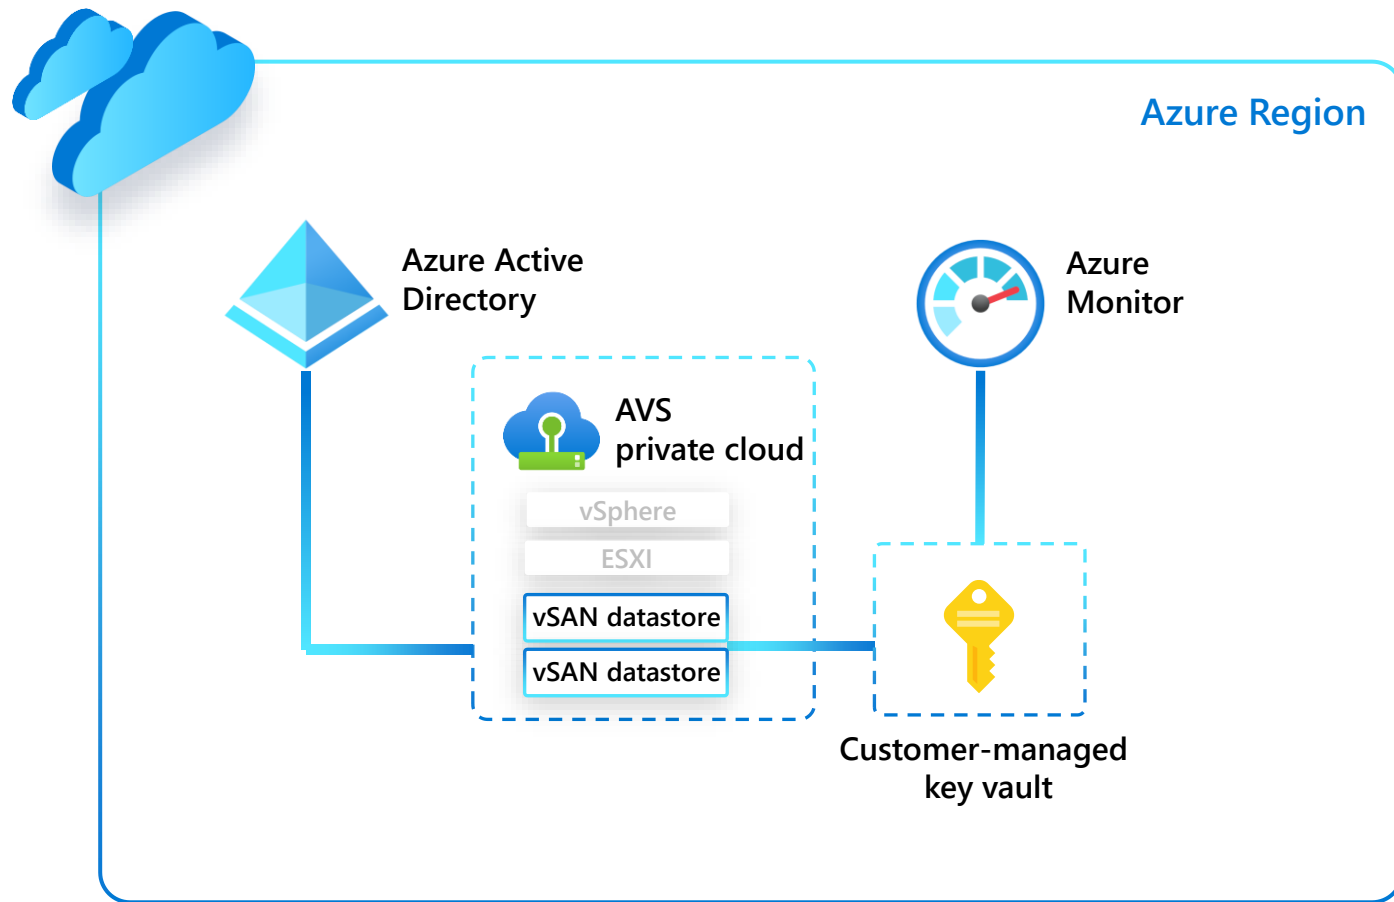 Azure Region
Azure Active
Directory
Azure
Monitor
AVS
private cloud
vSphere
ESXI
vSAN datastore
vSAN datastore
Customer-managed
key vault